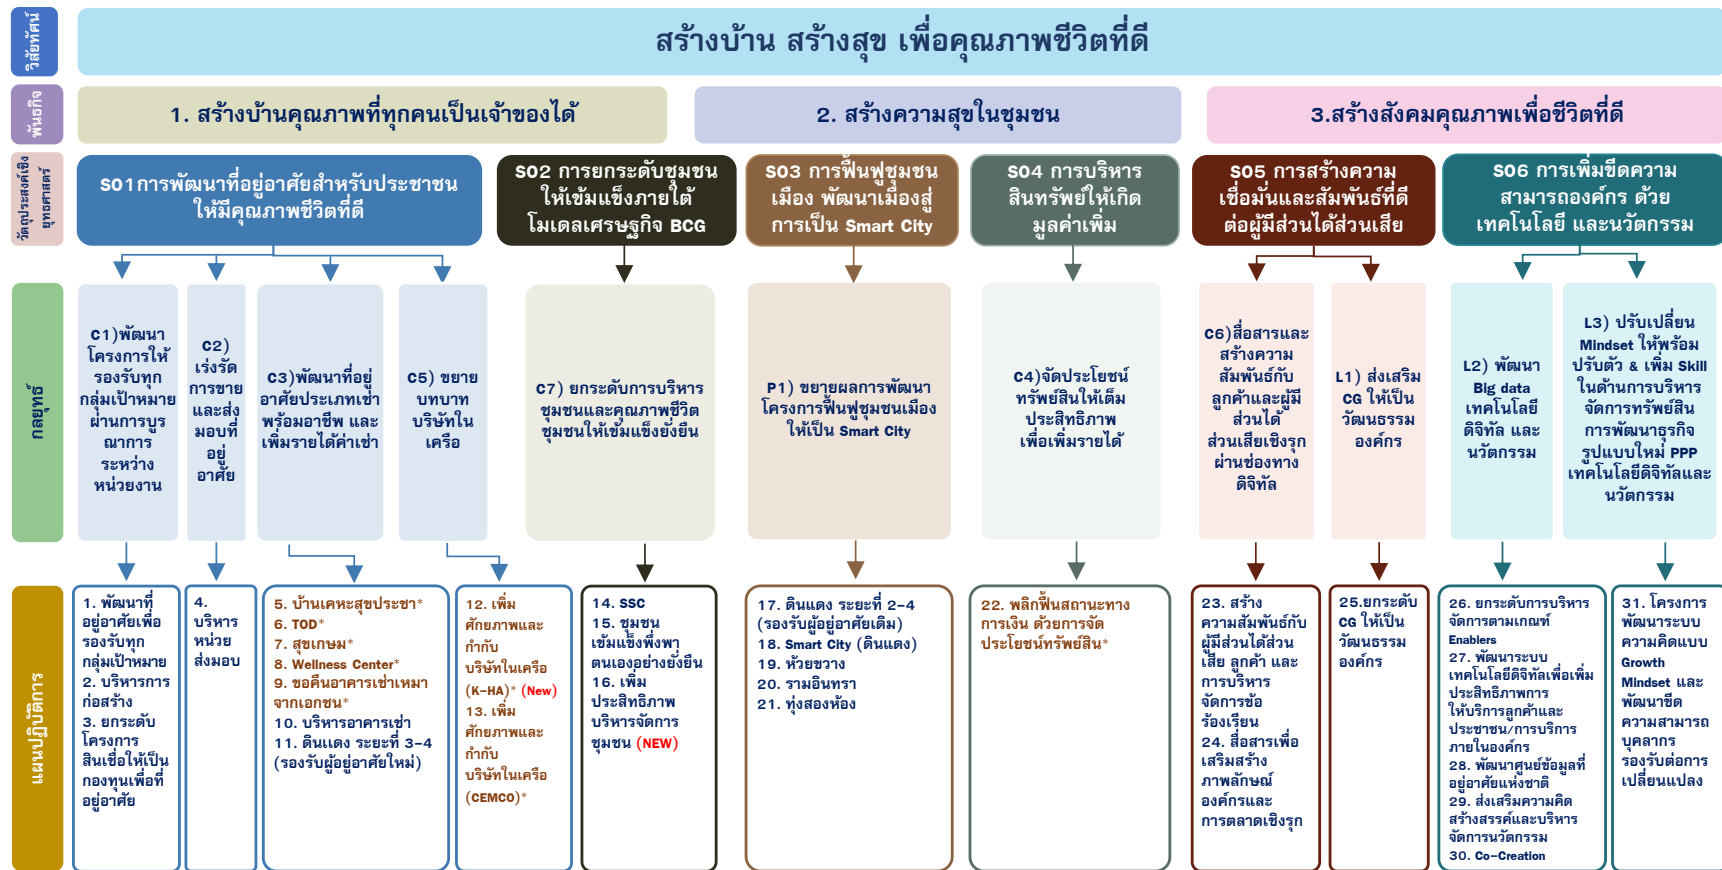 วิสัยทัศน์
สร้างบ้าน สร้างสุข เพื่อคุณภาพชีวิตที่ดี
พันธกิจ
1. สร้างบ้านคุณภาพที่ทุกคนเป็นเจ้าของได้
2. สร้างความสุขในชุมชน
3.สร้างสังคมคุณภาพเพื่อชีวิตที่ดี
วัตถุประสงค์เชิง
ยุทธศาสตร์
SO1การพัฒนาที่อยู่อาศัยสำหรับประชาชน
ให้มีคุณภาพชีวิตที่ดี
SO2 การยกระดับชุมชน
ให้เข้มแข็งภายใต้
โมเดลเศรษฐกิจ BCG
SO3 การฟื้นฟูชุมชน
เมือง พัฒนาเมืองสู่
การเป็น Smart City
SO4 การบริหาร
สินทรัพย์ให้เกิด
มูลค่าเพิ่ม
SO5 การสร้างความ
เชื่อมั่นและสัมพันธ์ที่ดี
ต่อผู้มีส่วนได้ส่วนเสีย
SO6 การเพิ่มขีดความ
สามารถองค์กร ด้วย
เทคโนโลยี และนวัตกรรม
กลยุทธ์
C1)พัฒนา
โครงการให้
รองรับทุก
กลุ่มเป้าหมาย
ผ่านการบูร
ณาการ
ระหว่าง
หน่วยงาน
C2)
เร่งรัด
การขาย
และส่ง
มอบที่
อยู่
อาศัย
C3)พัฒนาที่อยู่
อาศัยประเภทเช่า
พร้อมอาชีพ และ
เพิ่มรายได้ค่าเช่า
C5) ขยาย
บทบาท
บริษัทใน
เครือ
C7) ยกระดับการบริหาร
ชุมชนและคุณภาพชีวิต
ชุมชนให้เข้มแข็งยั่งยืน
P1) ขยายผลการพัฒนา
โครงการฟื้นฟูชุมชนเมือง
ให้เป็น Smart City
C4)จัดประโยชน์
ทรัพย์สินให้เต็ม
ประสิทธิภาพ
เพื่อเพิ่มรายได้
C6)สื่อสารและ
สร้างความ
สัมพันธ์กับ
ลูกค้าและผู้มี
ส่วนได้
ส่วนเสียเชิงรุก
ผ่านช่องทาง
ดิจิทัล
L1) ส่งเสริม
CG ให้เป็น
วัฒนธรรม
องค์กร
L2) พัฒนา
Big data
เทคโนโลยี
ดิจิทัล และ
นวัตกรรม
L3) ปรับเปลี่ยน
Mindset ให้พร้อม
ปรับตัว & เพิ่ม Skill
ในด้านการบริหาร
จัดการทรัพย์สิน
การพัฒนาธุรกิจ
รูปแบบใหม่ PPP
เทคโนโลยีดิจิทัลและ
นวัตกรรม
แผนปฏิบัติการ
1. พัฒนาที่
อยู่อาศัยเพื่อ
รองรับทุก
กลุ่มเป้าหมาย
2. บริหารการ
ก่อสร้าง
3. ยกระดับ
โครงการ
สินเชื่อให้เป็น
กองทุนเพื่อที่
อยู่อาศัย
4.
บริหาร
หน่วย
ส่งมอบ
5. บ้านเคหะสุขประชา*
6. TOD*
7. สุขเกษม*
8. Wellness Center*
9. ขอคืนอาคารเช่าเหมา
จากเอกชน*
10. บริหารอาคารเช่า
11. ดินแดง ระยะที่ 3-4
(รองรับผู้อยู่อาศัยใหม่)
12. เพิ่ม
ศักยภาพและ
กำกับ
บริษัทในเครือ
(K-HA)* (New)
13. เพิ่ม
ศักยภาพและ
กำกับ
บริษัทในเครือ
(CEMCO)*
14. SSC
15. ชุมชน
เข้มแข็งพึ่งพา
ตนเองอย่างยั่งยืน
16. เพิ่ม
ประสิทธิภาพ
บริหารจัดการ
ชุมชน (NEW)
17. ดินแดง ระยะที่ 2-4
(รองรับผู้อยู่อาศัยเดิม)
18. Smart City (ดินแดง)
19. ห้วยขวาง
20. รามอินทรา
21. ทุ่งสองห้อง
22. พลิกฟื้นสถานะทาง
การเงิน ด้วยการจัด
ประโยชน์ทรัพย์สิน*
23. สร้าง
ความสัมพันธ์กับ
ผู้มีส่วนได้ส่วน
เสีย ลูกค้า และ
การบริหาร
จัดการข้อ
ร้องเรียน
24. สื่อสารเพื่อ
เสริมสร้าง
ภาพลักษณ์
องค์กรและ
การตลาดเชิงรุก
25.ยกระดับ
CG ให้เป็น
วัฒนธรรม
องค์กร
26. ยกระดับการบริหาร
จัดการตามเกณฑ์
Enablers
27. พัฒนาระบบ
เทคโนโลยีดิจิทัลเพื่อเพิ่ม
ประสิทธิภาพการ
ให้บริการลูกค้าและ
ประชาชน/การบริการ
ภายในองค์กร
28. พัฒนาศูนย์ข้อมูลที่
อยู่อาศัยแห่งชาติ
29. ส่งเสริมความคิด
สร้างสรรค์และบริหาร
จัดการนวัตกรรม
30. Co-Creation
31. โครงการ
พัฒนาระบบ
ความคิดแบบ
Growth
Mindset และ
พัฒนาขีด
ความสามารถ
บุคลากร
รองรับต่อการ
เปลี่ยนแปลง